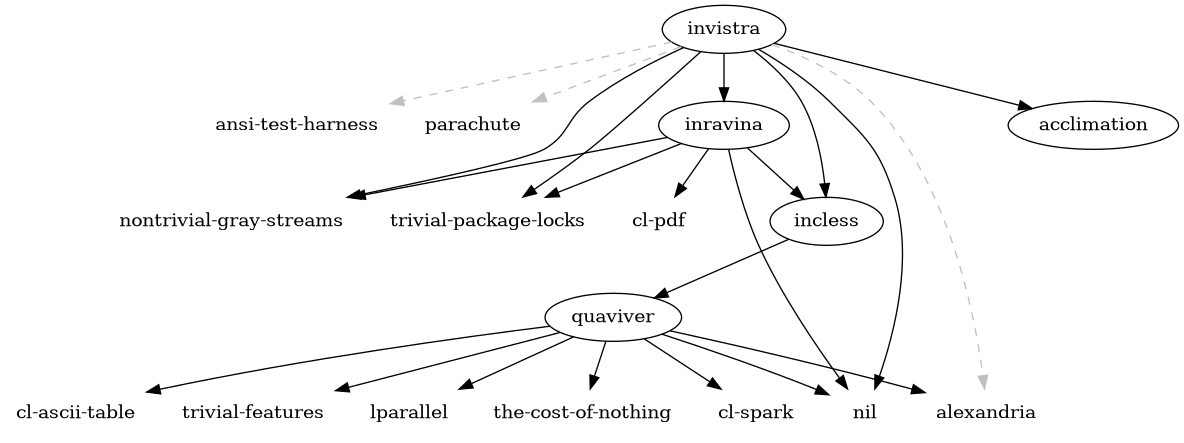 invistra
ansi-test-harness
parachute
inravina
acclimation
nontrivial-gray-streams
trivial-package-locks
cl-pdf
incless
quaviver
cl-ascii-table
trivial-features
lparallel
the-cost-of-nothing
cl-spark
nil
alexandria